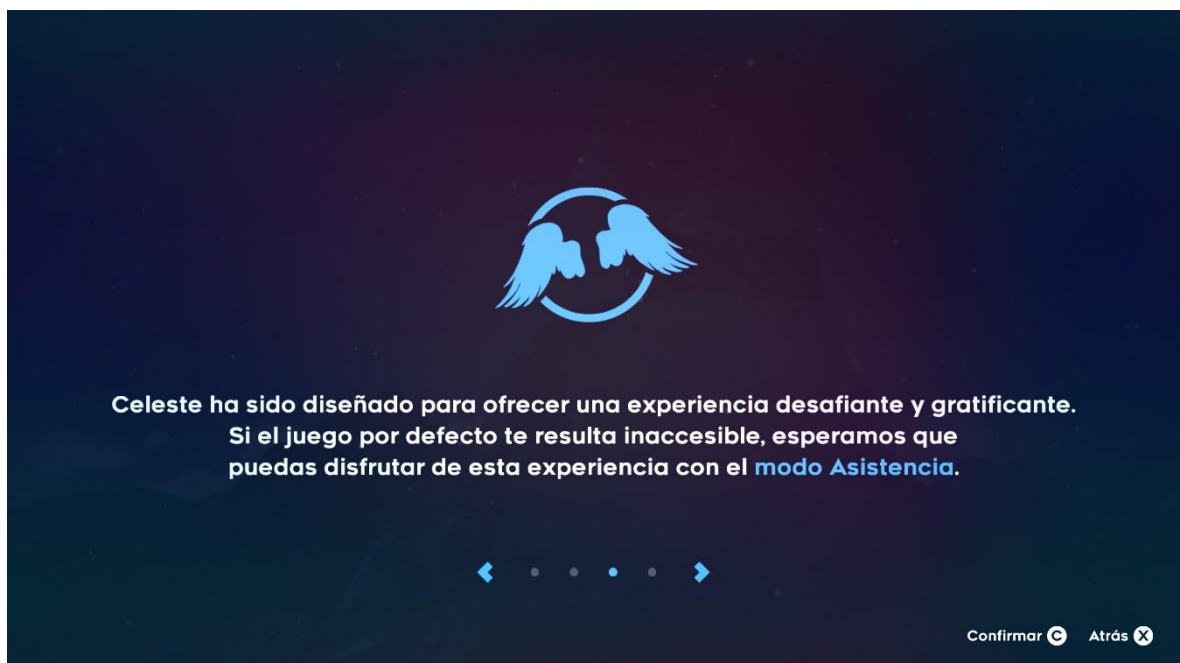 Celeste ha sido diseñado para ofrecer una experiencia desafiante y gratificante.
Si el juego por defecto te resulta inaccesible, esperamos que
puedas disfrutar de esta experiencia con el modo Asistencia.
Confirmar C Atrás X